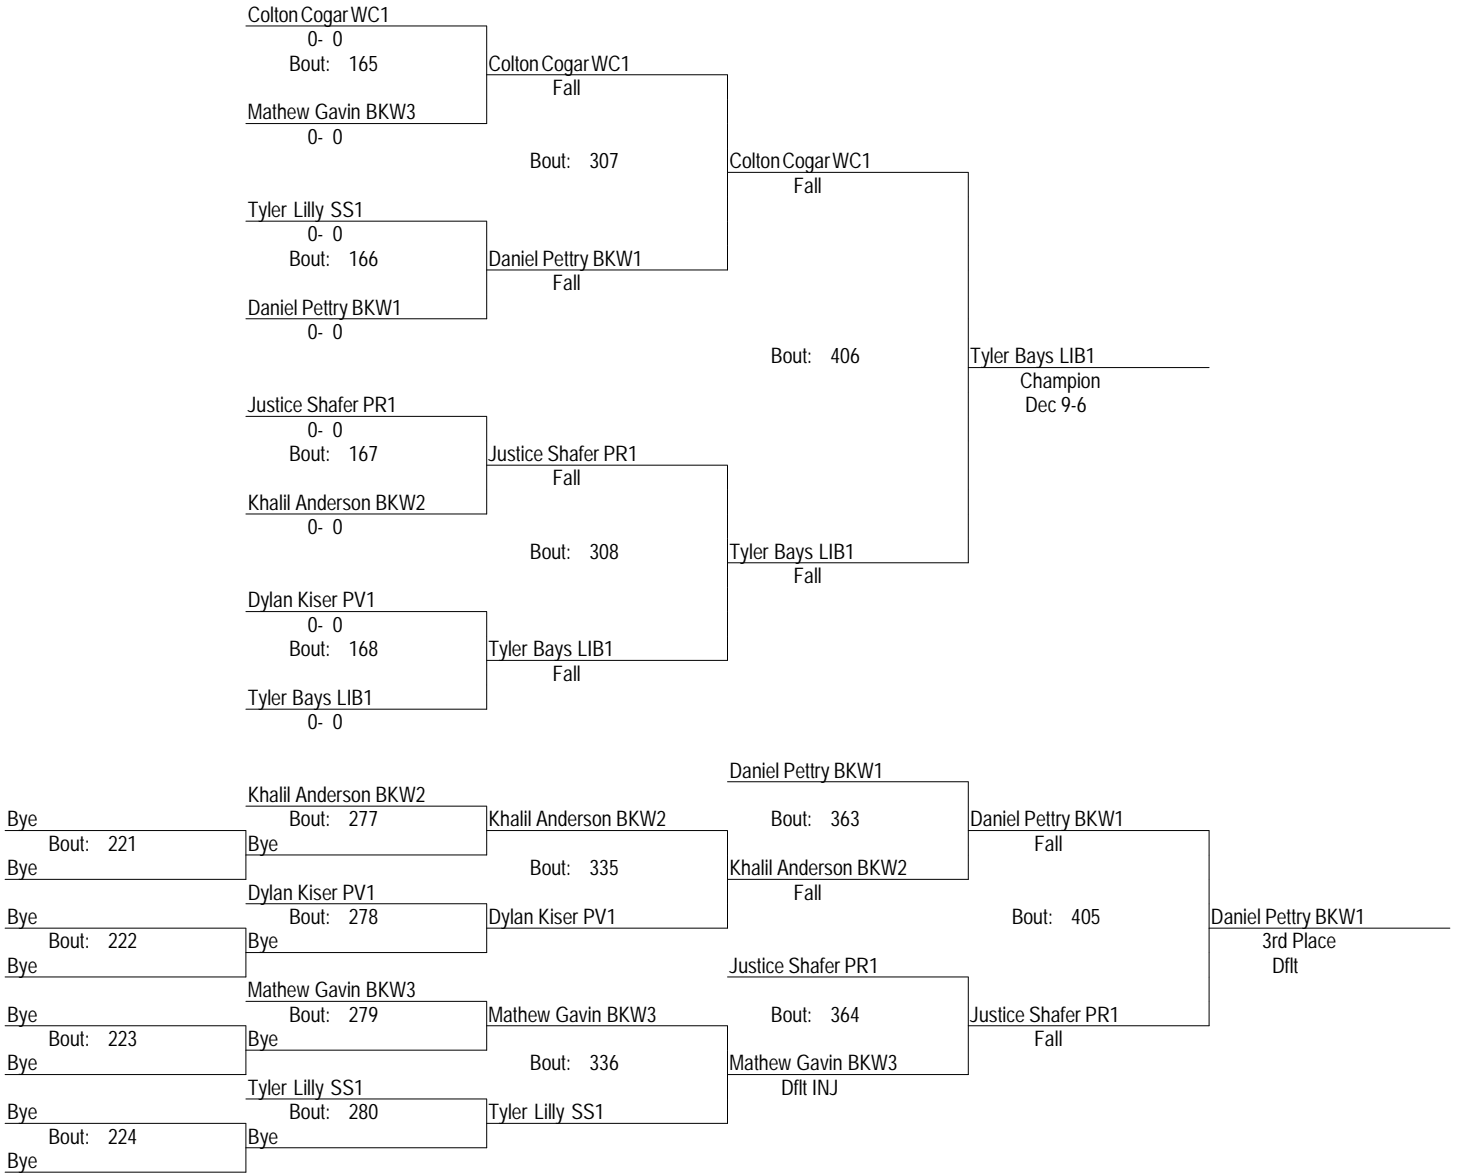 Colton Cogar WC1
0- 0
Bout: 165
Colton Cogar WC1
Fall
Mathew Gavin BKW3
0- 0
Bout: 307
Colton Cogar WC1
Fall
Tyler Lilly SS1
0- 0
Bout: 166
Daniel Pettry BKW1
Fall
Daniel Pettry BKW1
0- 0
Bout: 406
Tyler Bays LIB1
Champion
Dec 9-6
Justice Shafer PR1
0- 0
Bout: 167
Justice Shafer PR1
Fall
Khalil Anderson BKW2
0- 0
Bout: 308
Tyler Bays LIB1
Fall
Dylan Kiser PV1
0- 0
Bout: 168
Tyler Bays LIB1
Fall
Tyler Bays LIB1
0- 0
Daniel Pettry BKW1
Khalil Anderson BKW2
Bye
Bout: 277
Khalil Anderson BKW2
Bout: 363
Daniel Pettry BKW1
Bout: 221
Bye
Fall
Bye
Bout: 335
Khalil Anderson BKW2
Fall
Dylan Kiser PV1
Bye
Bout: 278
Dylan Kiser PV1
Bout: 405
Daniel Pettry BKW1
Bout: 222
Bye
3rd Place
Bye
Justice Shafer PR1
Dflt
Mathew Gavin BKW3
Bye
Bout: 279
Mathew Gavin BKW3
Bout: 364
Justice Shafer PR1
Bout: 223
Bye
Fall
Bye
Bout: 336
Mathew Gavin BKW3
Dflt INJ
Tyler Lilly SS1
Bye
Bout: 280
Tyler Lilly SS1
Bout: 224
Bye
Bye